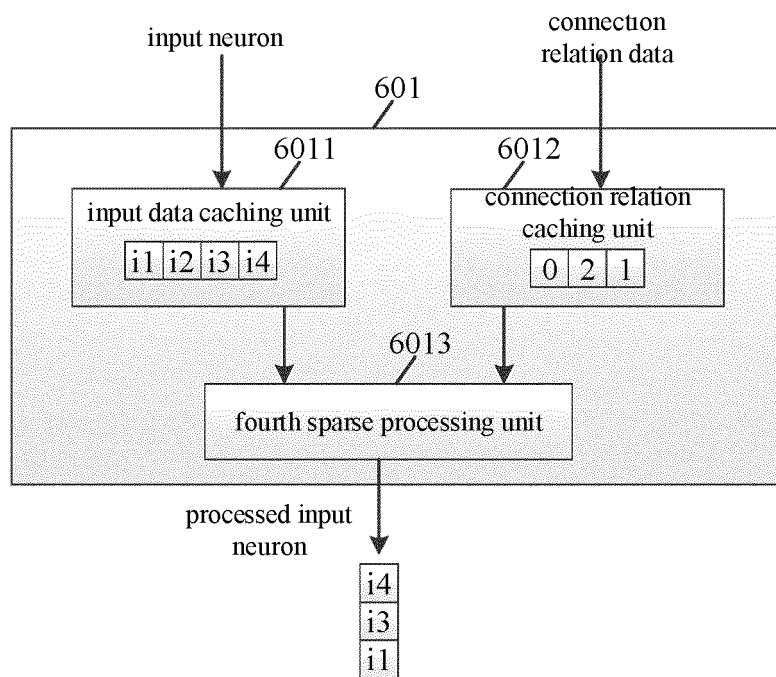 input neuron
connection
relation data
601
6011
6012
input data caching unit
i1 i2 i3 i4
connection relation
caching unit
0 2 1
6013
fourth sparse processing unit
processed input
neuron
i4
i3
i1